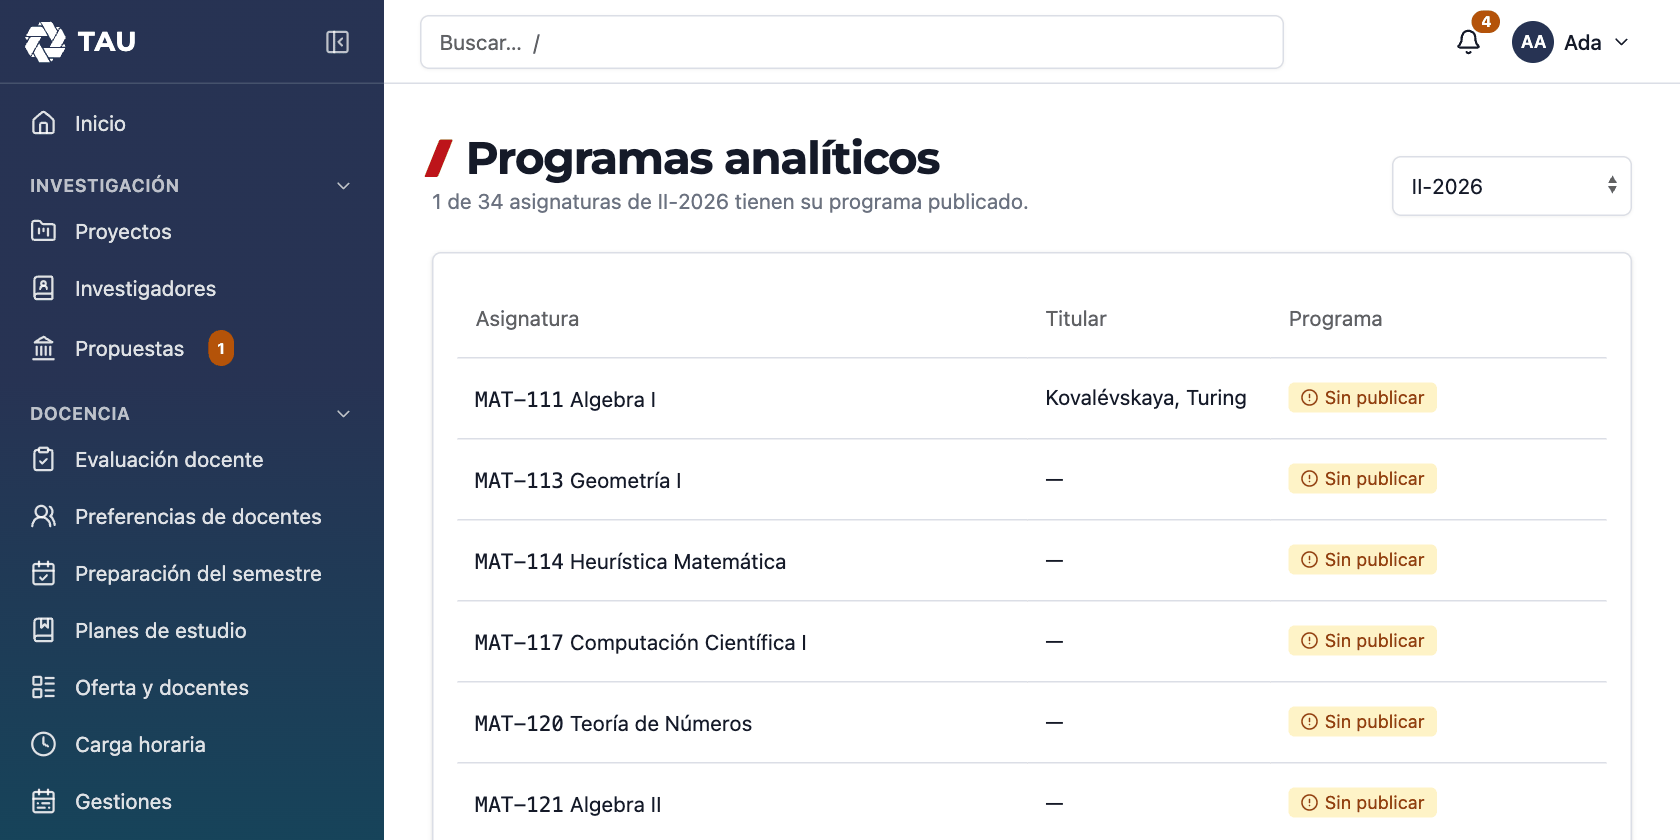 TAU
Buscar... /
4
AA Ada
Inicio
INVESTIGACIÓN
Proyectos
Investigadores
Propuestas 1
DOCENCIA
Evaluación docente
Preferencias de docentes
Preparación del semestre
Planes de estudio
Oferta y docentes
Carga horaria
Gestiones
Programas analíticos
1 de 34 asignaturas de II-2026 tienen su programa publicado.
II-2026
Asignatura Titular Programa
MAT-111 Algebra I Kovalévskaya, Turing Sin publicar
MAT-113 Geometría I — Sin publicar
MAT-114 Heurística Matemática — Sin publicar
MAT-117 Computación Científica I — Sin publicar
MAT-120 Teoría de Números — Sin publicar
MAT-121 Algebra II — Sin publicar